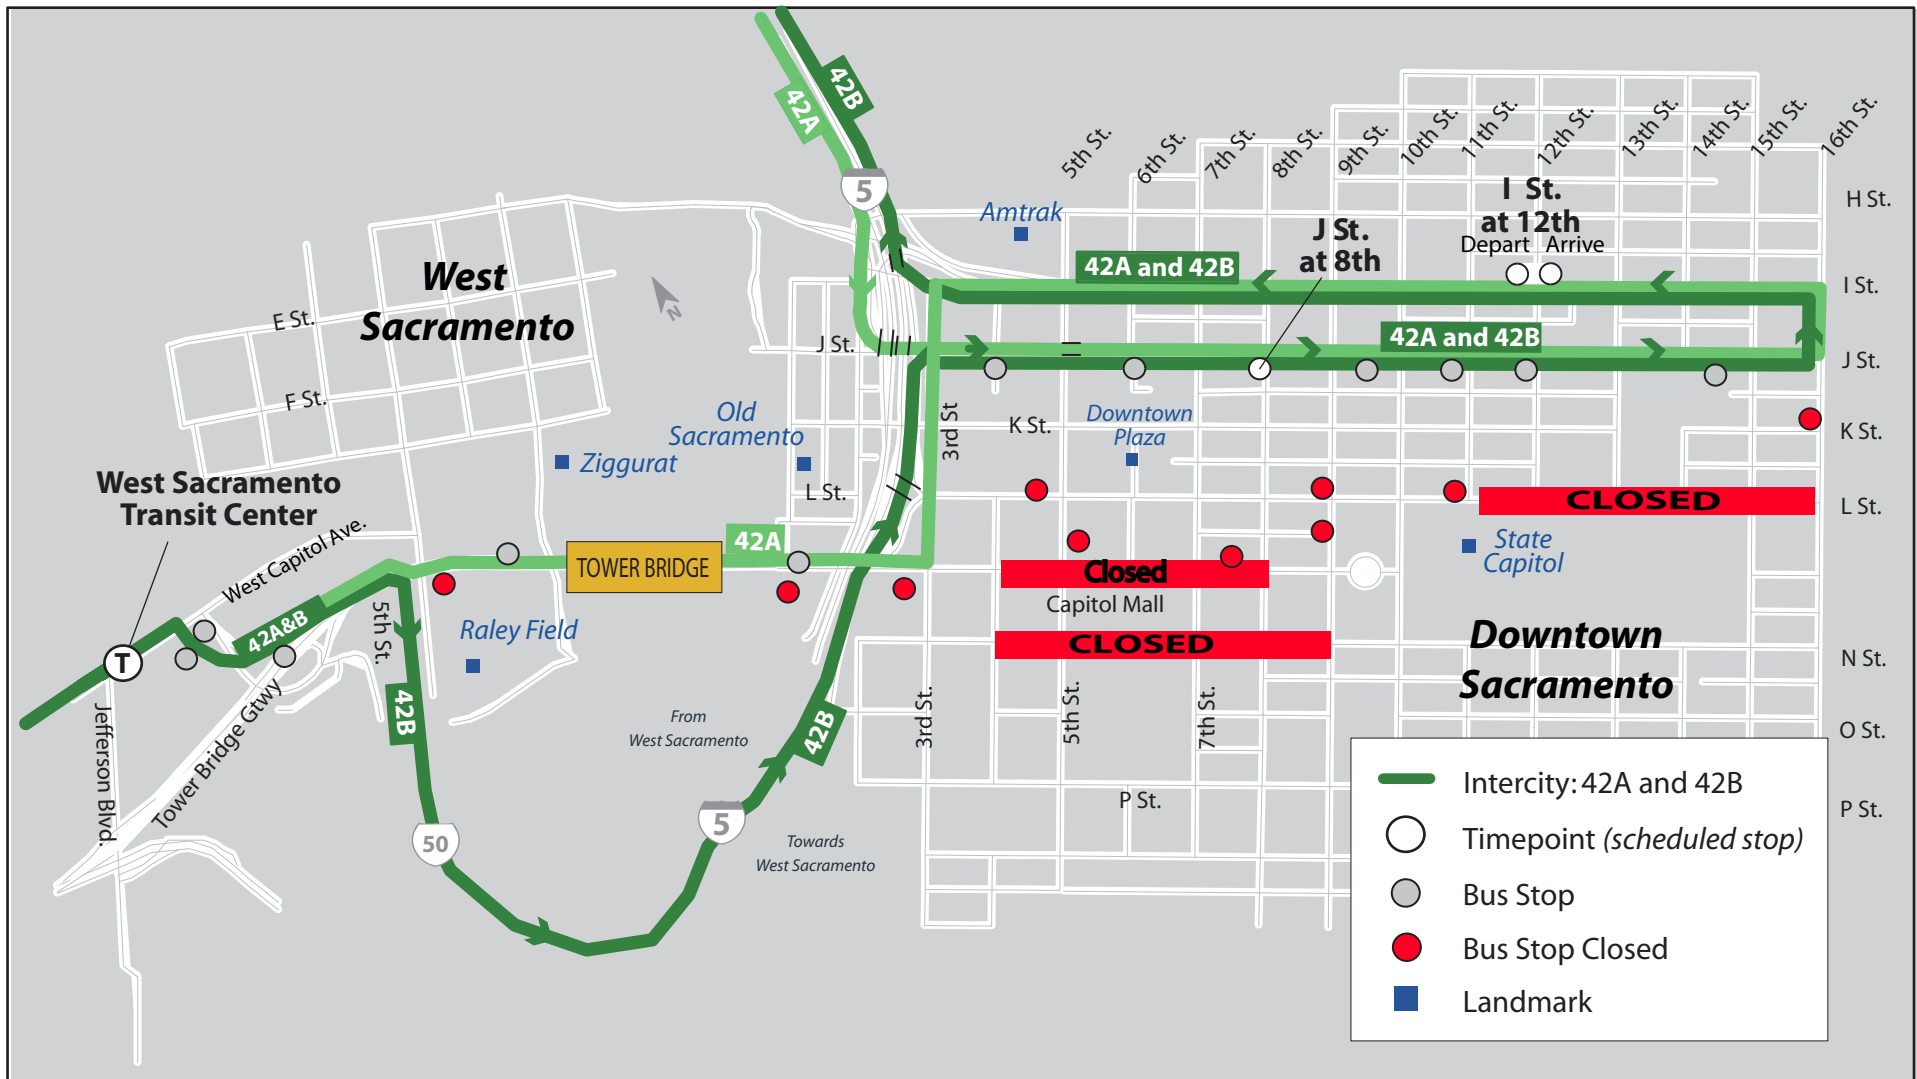 42A
42B
5
5th St.
6th St.
7th St.
8th St.
9th St.
10th St.
11th St.
12th St.
13th St.
14th St.
15th St.
16th St.
H St.
I St.
at 12th
Depart Arrive
J St.
at 8th
Amtrak
42A and 42B
I St.
42A and 42B
J St.
J St.
West
Sacramento
N
E St.
F St.
Old
Sacramento
Ziggurat
3rd St
K St.
Downtown
Plaza
K St.
L St.
CLOSED
L St.
West Sacramento
Transit Center
West Capitol Ave.
42A
TOWER BRIDGE
State
Capitol
Closed
Capitol Mall
CLOSED
Downtown
Sacramento
N St.
T
42A&B
5th St.
Raley Field
42B
Jefferson Blvd.
Tower Bridge Gtwy
From
West Sacramento
42B
3rd St.
5th St.
7th St.
O St.
P St.
P St.
50
5
Towards
West Sacramento
Intercity: 42A and 42B
Timepoint (scheduled stop)
Bus Stop
Bus Stop Closed
Landmark